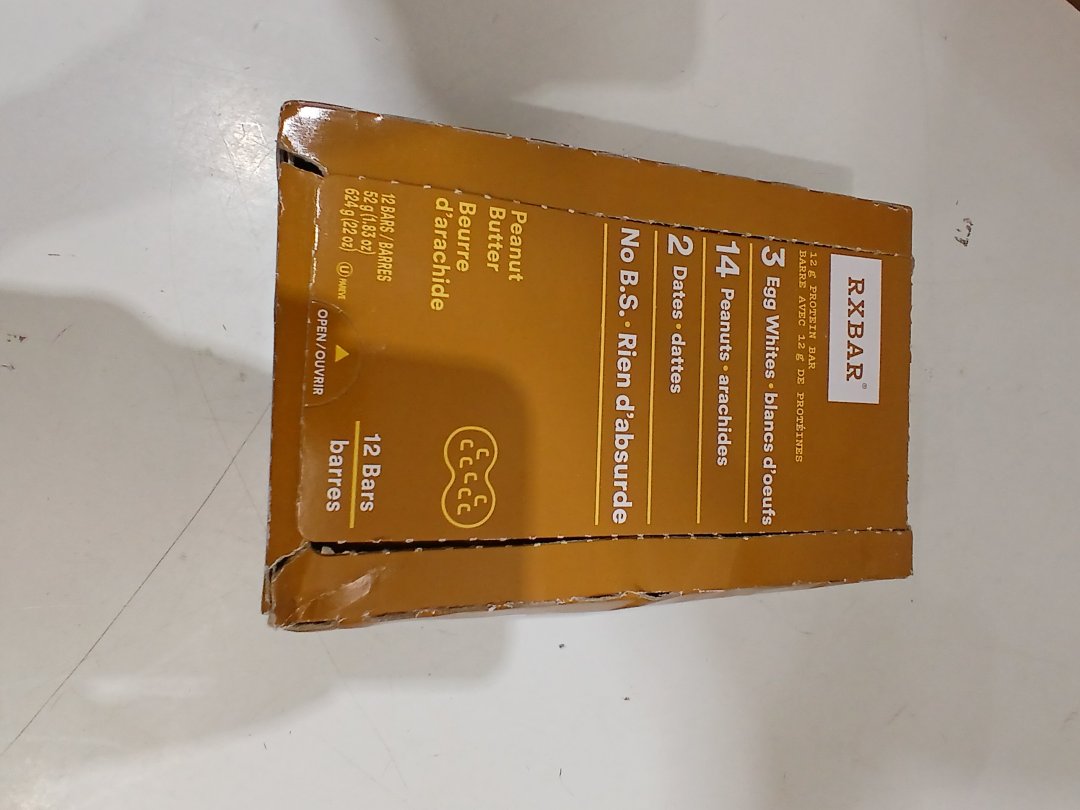 RXBAR®
12 g PROTEIN BAR
BARRE AVEC 12 g DE PROTÉINES
3 Egg Whites • blancs d'oeufs
14 Peanuts • arachides
2 Dates • dattes
No B.S. • Rien d'absurde
Peanut
Butter
Beurre
d'arachide
12 BARS / BARRES
52 g (1.83 oz)
624 g (22 oz)
U PARVE
OPEN/OUVRIR
12 Bars
barres